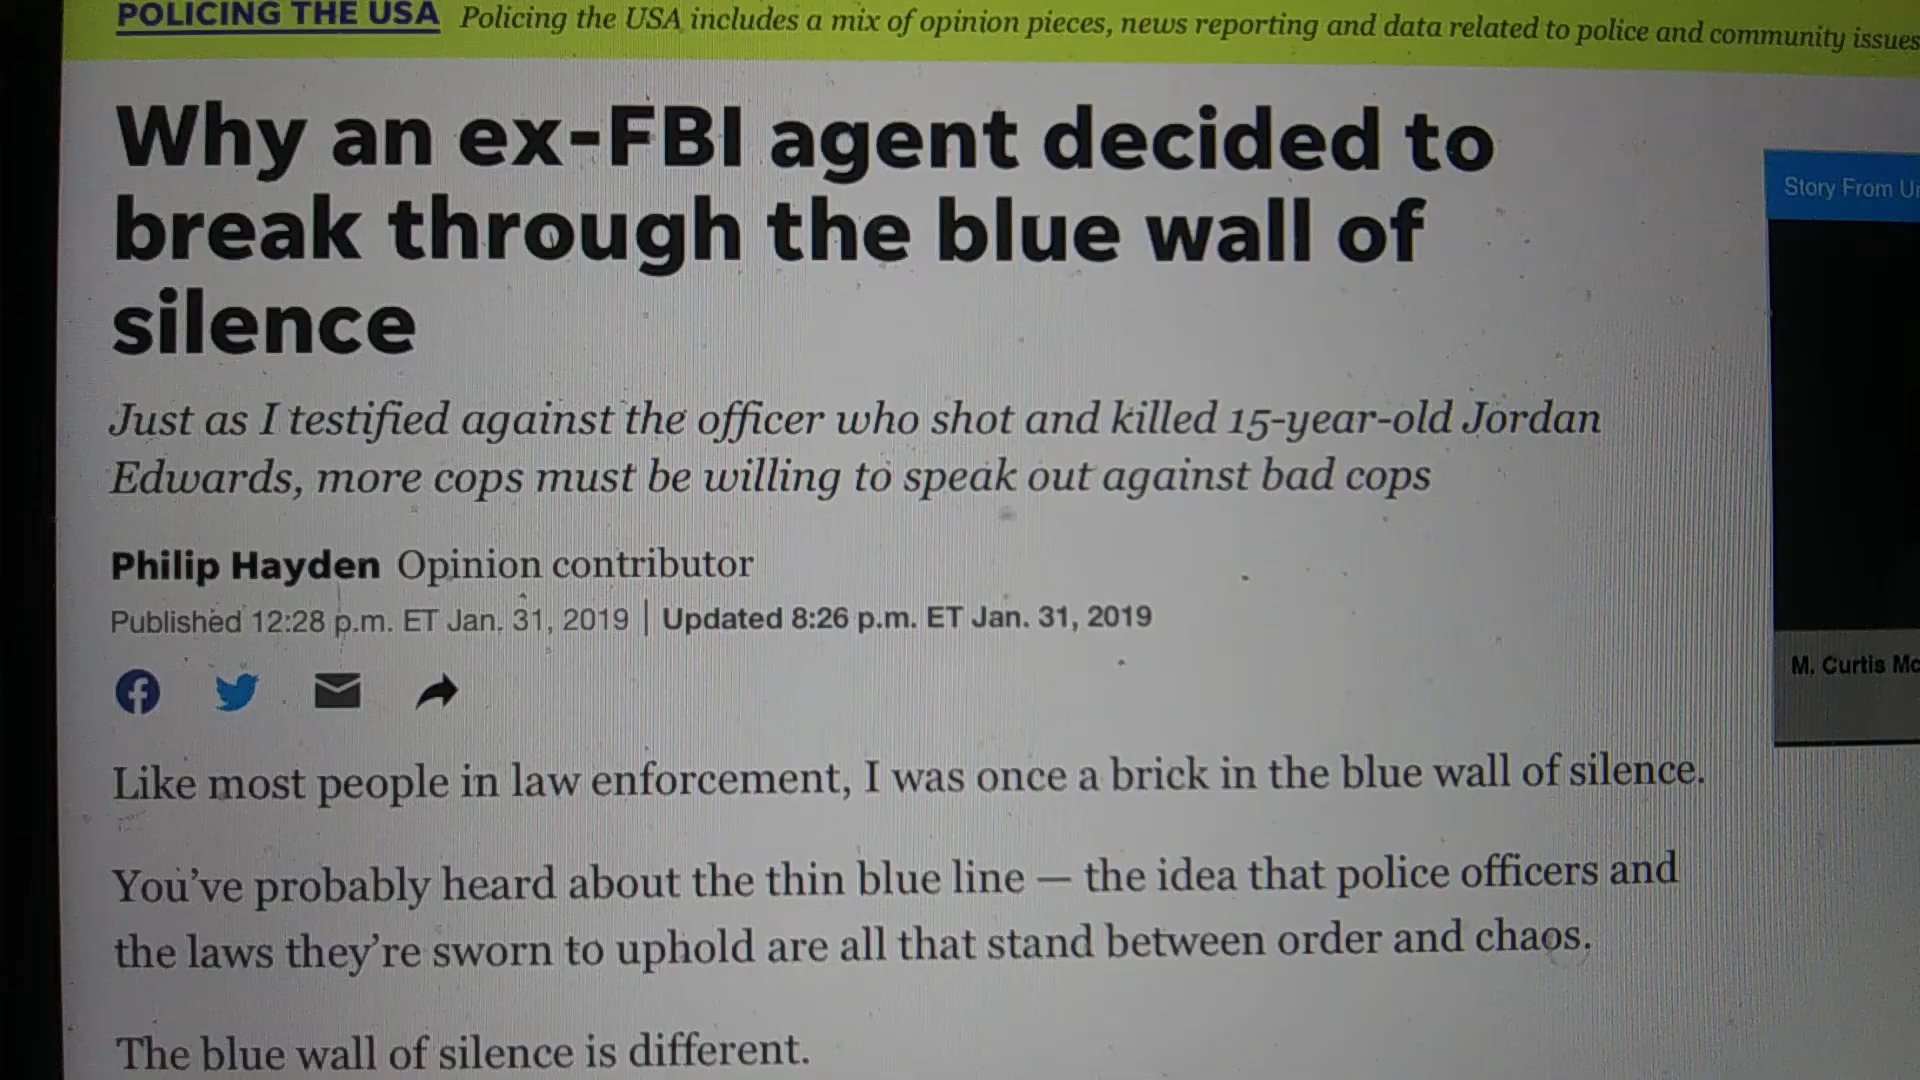 POLICING THE USA Policing the USA includes a mix of opinion pieces, news reporting and data related to police and community issues
Why an ex-FBI agent decided to
break through the blue wall of
silence
Story From
Just as I testified against the officer who shot and killed 15-year-old Jordan
Edwards, more cops must be willing to speak out against bad cops
Philip Hayden Opinion contributor
Published 12:28 p.m. ET Jan. 31, 2019 | Updated 8:26 p.m. ET Jan. 31, 2019
M. Curtis
Like most people in law enforcement, I was once a brick in the blue wall of silence.
You've probably heard about the thin blue line — the idea that police officers and
the laws they're sworn to uphold are all that stand between order and chaos.
The blue wall of silence is different.